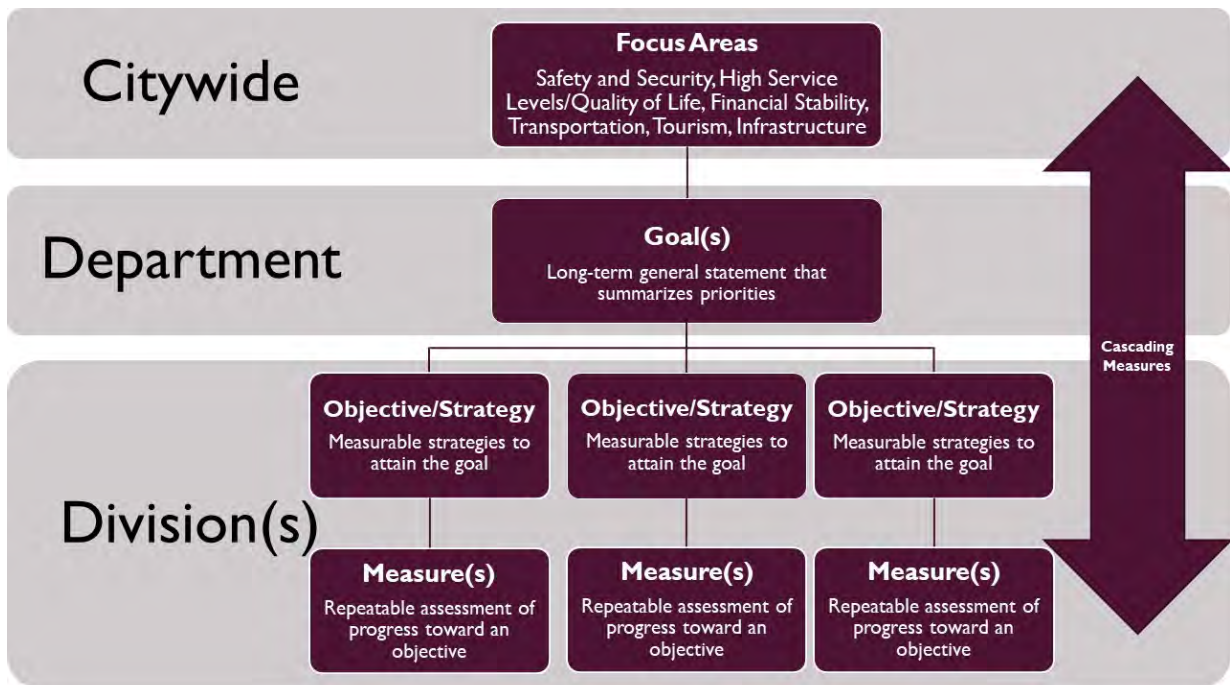 Citywide
Focus Areas
Safety and Security, High Service
Levels/Quality of Life, Financial Stability,
Transportation, Tourism, Infrastructure
Department
Goal(s)
Long-term general statement that
summarizes priorities
Cascading
Measures
Division(s)
Objective/Strategy
Measurable strategies to
attain the goal
Objective/Strategy
Measurable strategies to
attain the goal
Objective/Strategy
Measurable strategies to
attain the goal
Measure(s)
Repeatable assessment of
progress toward an
objective
Measure(s)
Repeatable assessment of
progress toward an
objective
Measure(s)
Repeatable assessment of
progress toward an
objective